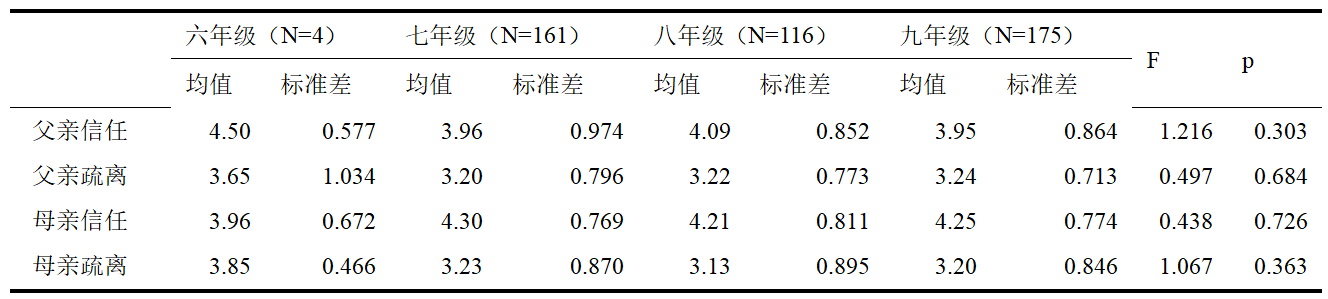 六年级（N=4） 七年级（N=161） 八年级（N=116） 九年级（N=175） F p
均值 标准差 均值 标准差 均值 标准差 均值 标准差
父亲信任 4.50 0.577 3.96 0.974 4.09 0.852 3.95 0.864 1.216 0.303
父亲疏离 3.65 1.034 3.20 0.796 3.22 0.773 3.24 0.713 0.497 0.684
母亲信任 3.96 0.672 4.30 0.769 4.21 0.811 4.25 0.774 0.438 0.726
母亲疏离 3.85 0.466 3.23 0.870 3.13 0.895 3.20 0.846 1.067 0.363